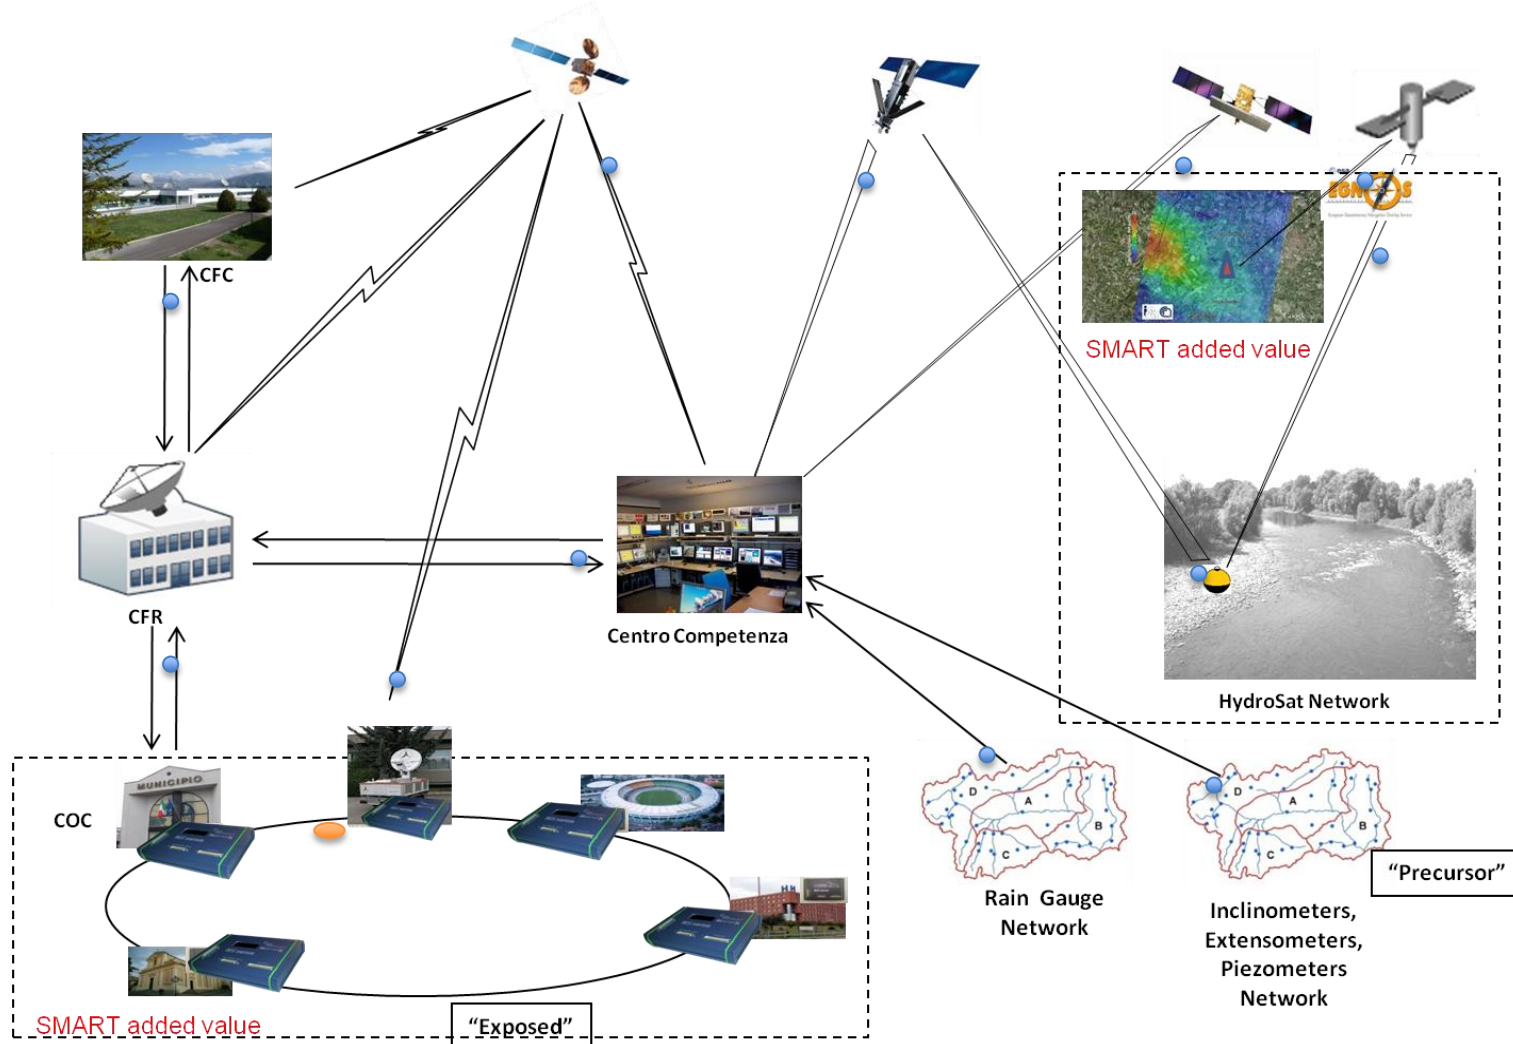 esa
EGNOS
CFC
SMART added value
CFR
Centro Competenza
HydroSat Network
MUNICIPIO
COC
D
A
B
C
D
A
B
C
"Precursor"
Rain Gauge
Network
Inclinometers,
Extensometers,
Piezometers
Network
SMART added value
"Exposed"